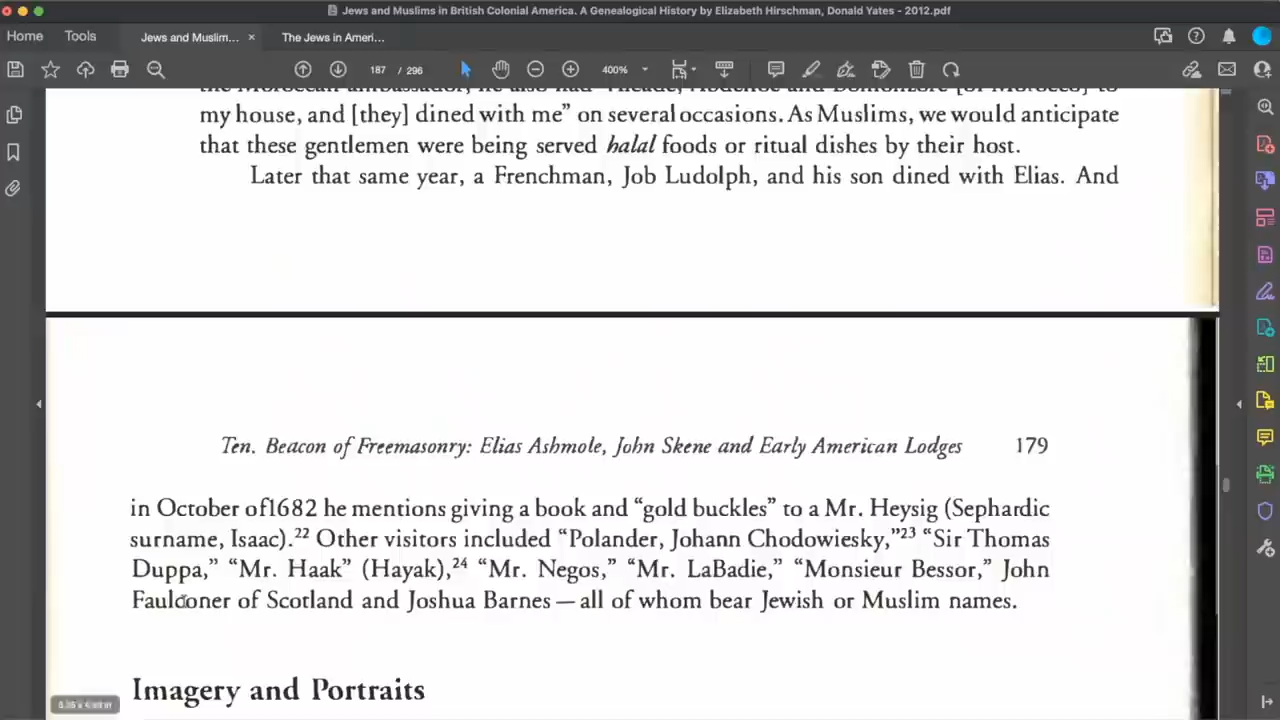 Jews and Muslims in British Colonial America. A Genealogical History by Elizabeth Hirschman, Donald Yates - 2012.pdf
Home Tools Jews and Muslim... × The Jews in Ameri...
187 / 296 400%
my house, and [they] dined with me” on several occasions. As Muslims, we would anticipate
that these gentlemen were being served halal foods or ritual dishes by their host.
Later that same year, a Frenchman, Job Ludolph, and his son dined with Elias. And
Ten. Beacon of Freemasonry: Elias Ashmole, John Skene and Early American Lodges 179
in October of1682 he mentions giving a book and “gold buckles” to a Mr. Heysig (Sephardic
surname, Isaac).22 Other visitors included “Polander, Johann Chodowiesky,”23 “Sir Thomas
Duppa,” “Mr. Haak” (Hayak),24 “Mr. Negos,” “Mr. LaBadie,” “Monsieur Bessor,” John
Faulconer of Scotland and Joshua Barnes — all of whom bear Jewish or Muslim names.
Imagery and Portraits